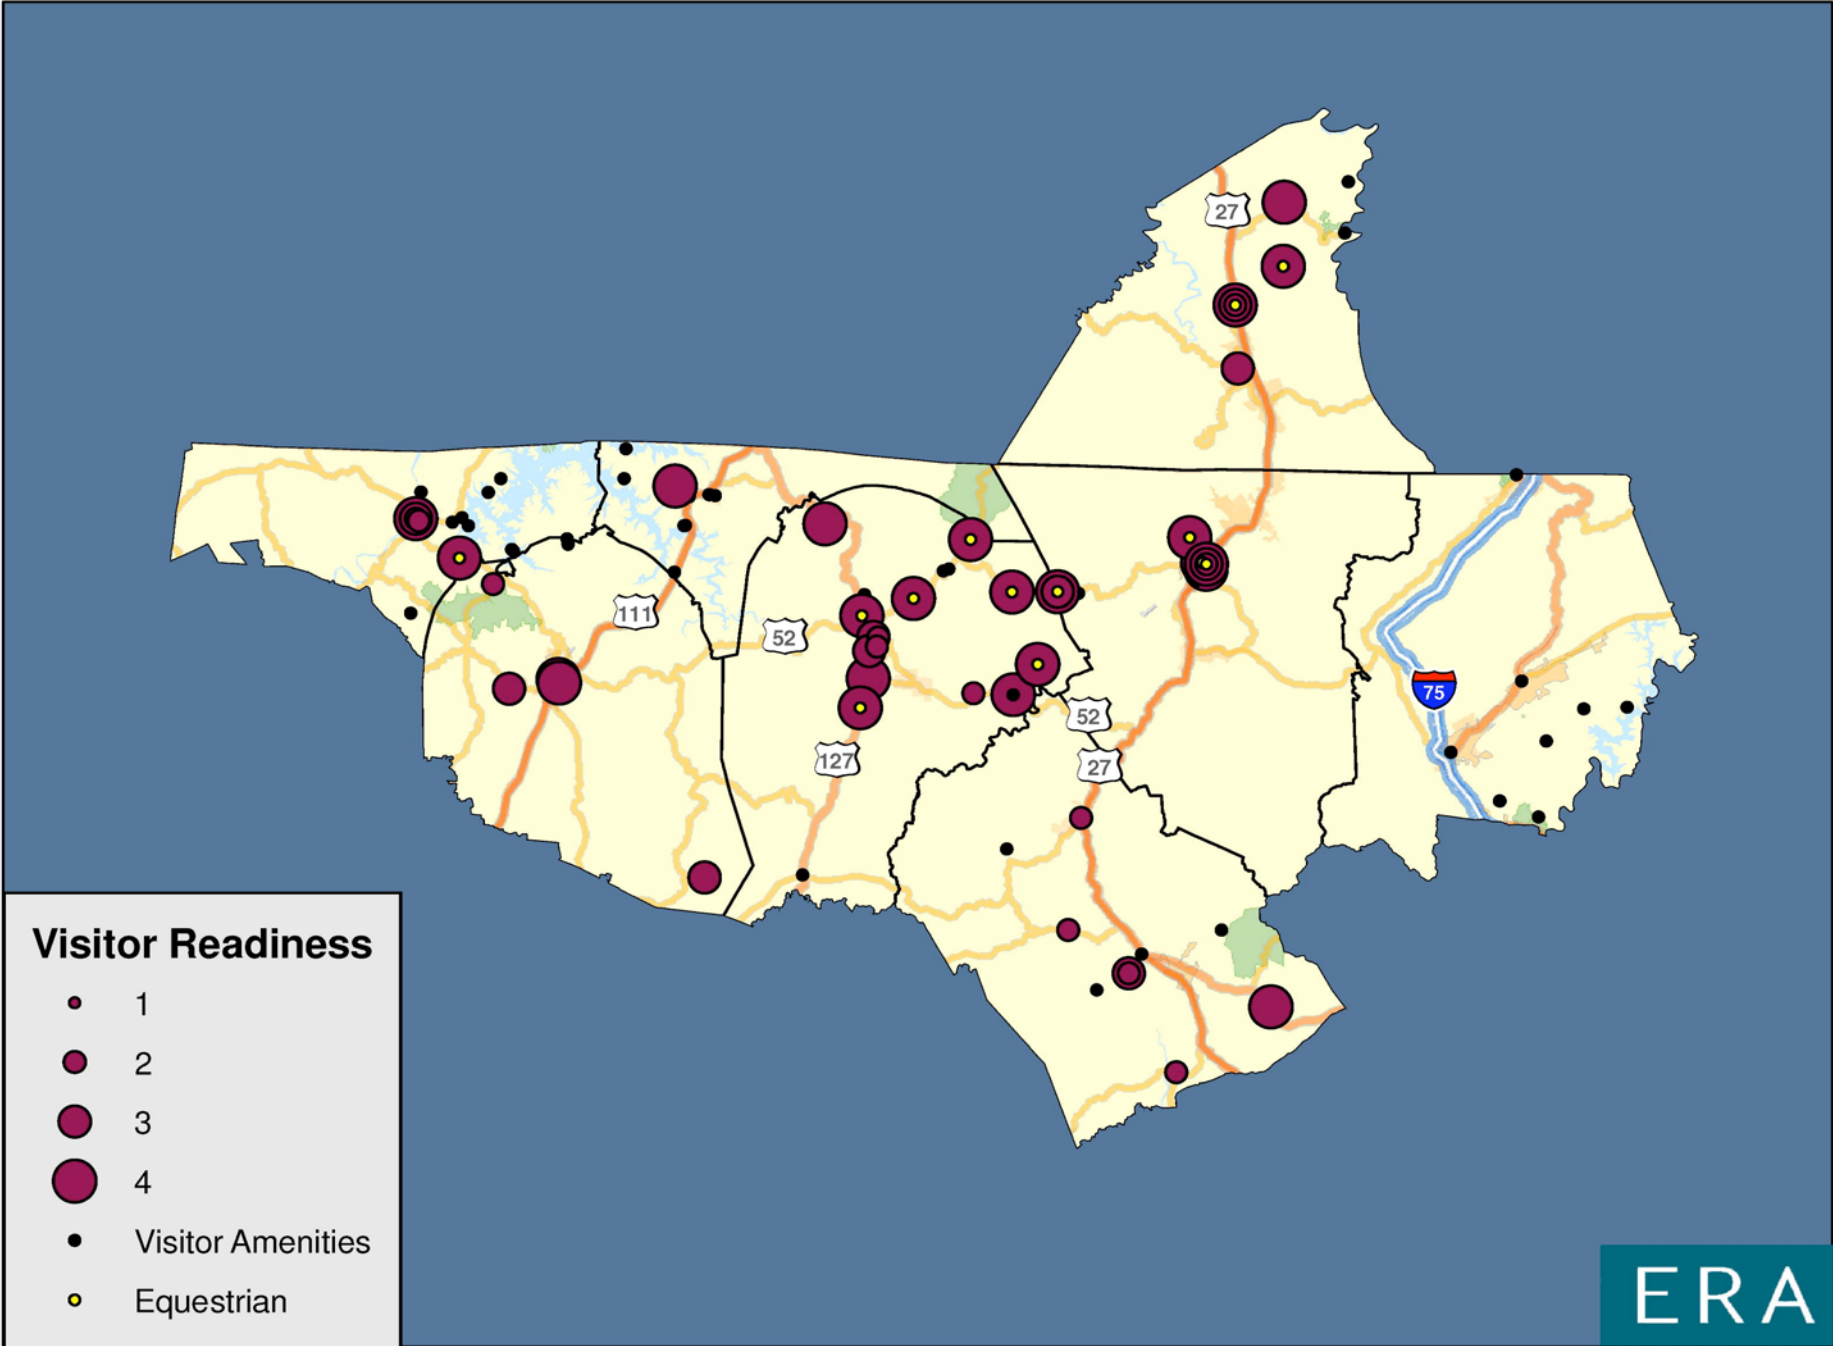 27
111
52
127
52
27
75
Visitor Readiness
1
2
3
4
Visitor Amenities
Equestrian
ERA